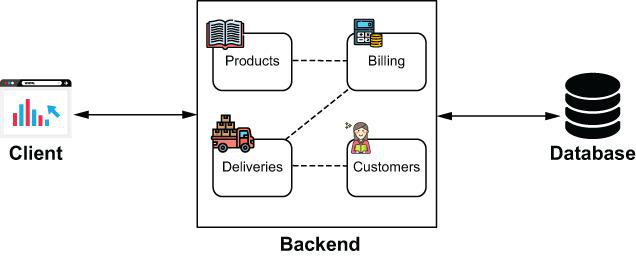 Products
Billing
Client
Deliveries
Customers
Database
Backend